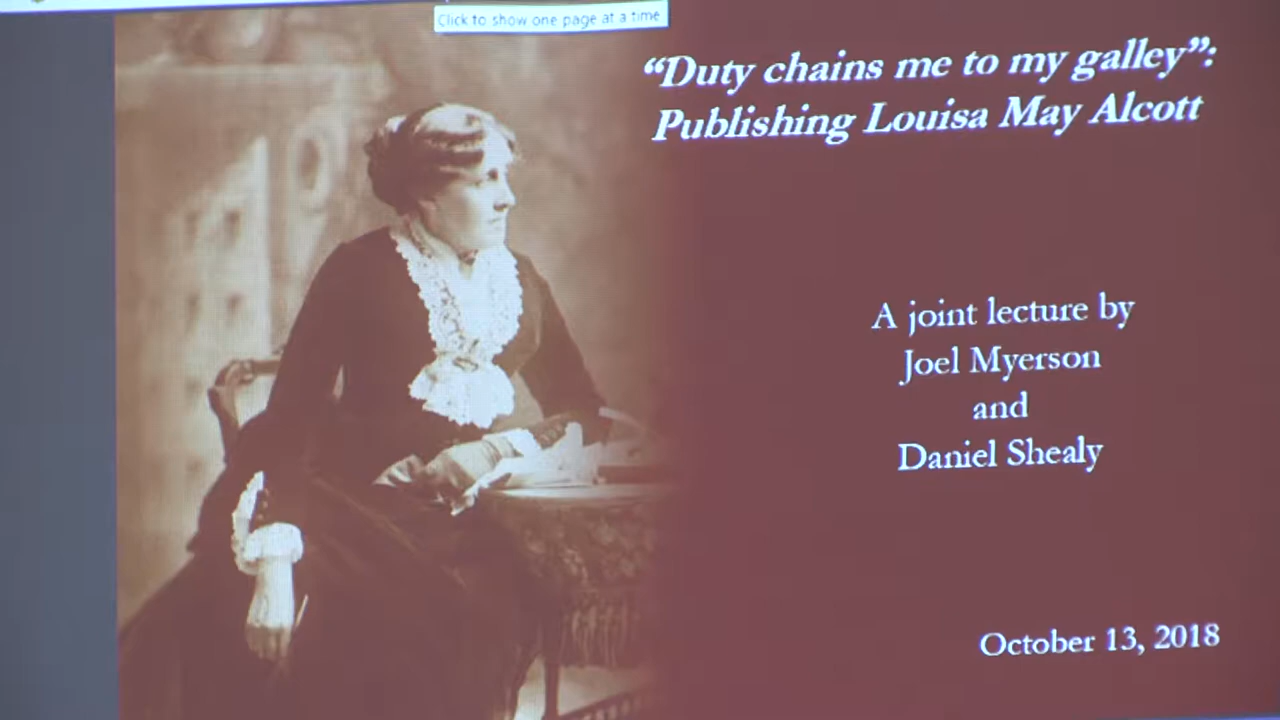 Click to show one page at a time
“Duty chains me to my galley”:
Publishing Louisa May Alcott
A joint lecture by
Joel Myerson
and
Daniel Shealy
October 13, 2018